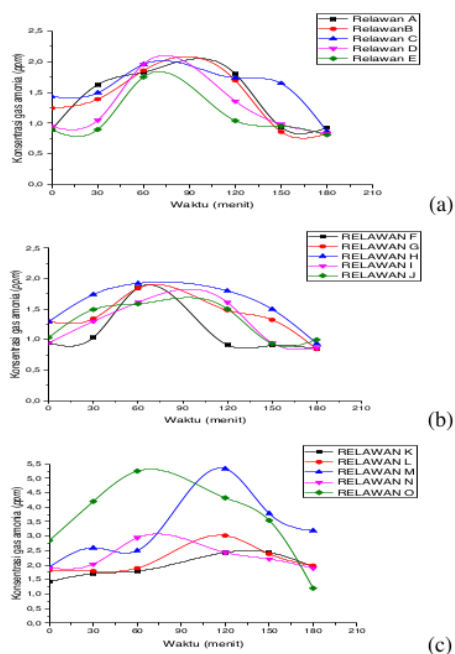 Relawan A
RelawanB
Relawan C
Relawan D
Relawan E
2,5
2,0
1,5
1,0
0,5
0,0
Konsentrasi gas amonia (ppm)
0 30 60 90 120 150 180 210
Waktu (menit)
(a)
RELAWAN F
RELAWAN G
RELAWAN H
RELAWAN I
RELAWAN J
2,5
2,0
1,5
1,0
0,5
0,0
Konsentrasi gas amonia (ppm)
0 30 60 90 120 150 180 210
Waktu (menit)
(b)
RELAWAN K
RELAWAN L
RELAWAN M
RELAWAN N
RELAWAN O
5,5
5,0
4,5
4,0
3,5
3,0
2,5
2,0
1,5
1,0
0,5
0,0
Konsentrasi gas amonia (ppm)
0 30 60 90 120 150 180 210
Waktu (menit)
(c)